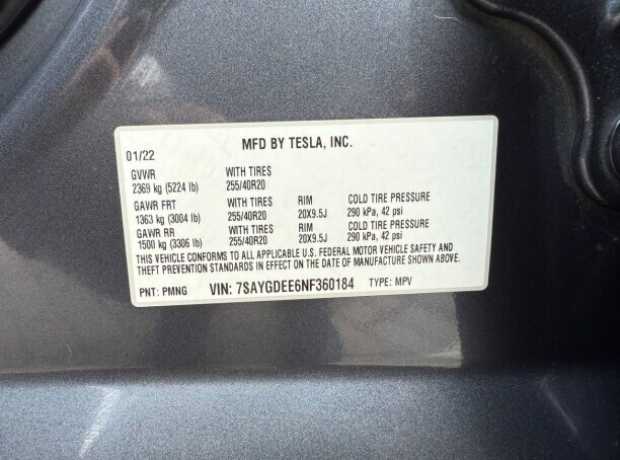 MFD BY TESLA, INC.
01/22
GVWR WITH TIRES
2369 kg (5224 lb) 255/40R20
GAWR FRT WITH TIRES RIM COLD TIRE PRESSURE
1363 kg (3004 lb) 255/40R20 20X9.5J 290 kPa, 42 psi
GAWR RR WITH TIRES RIM COLD TIRE PRESSURE
1500 kg (3306 lb) 255/40R20 20X9.5J 290 kPa, 42 psi
THIS VEHICLE CONFORMS TO ALL APPLICABLE U.S. FEDERAL MOTOR VEHICLE SAFETY AND
THEFT PREVENTION STANDARDS IN EFFECT ON THE DATE OF MANUFACTURE SHOWN ABOVE.
PNT: PMNG VIN: 7SAYGDEE6NF360184 TYPE: MPV